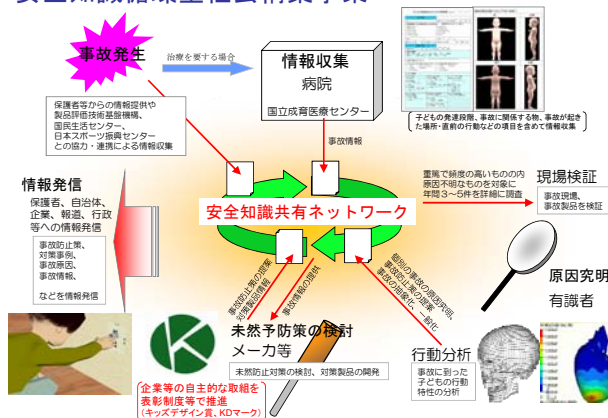 安全知識循環型社会構築事業
事故発生
治療を要する場合
情報収集
病院
国立成育医療センター
子どもの発達段階、事故に関係する物、事故が起き
た場所・直前の行動などの項目を含めて情報収集
保護者等からの情報提供や
製品評価技術基盤機構、
国民生活センター、
日本スポーツ振興センター
との協力・連携による情報収集
事故情報
情報発信
保護者、自治体、
企業、報道、行政
等への情報発信
事故防止策、
対策事例、
事故原因、
事故情報、
などを情報発信
安全知識共有ネットワーク
重篤で頻度の高いものの内
原因不明なものを対象に
年間3~5件を詳細に調査
現場検証
事故現場、
事故製品を検証
原因究明
有識者
事故防止策の提案
対策製品情報
事故情報の提供
個別の事故の原因究明、
事故防止策の提案
事故の抽象化、一般化
未然予防策の検討
メーカ等
未然防止対策の検討、対策製品の開発
企業等の自主的な取組を
表彰制度等で推進
(キッズデザイン賞、KDマーク)
行動分析
事故に到った
子どもの行動
特性の分析